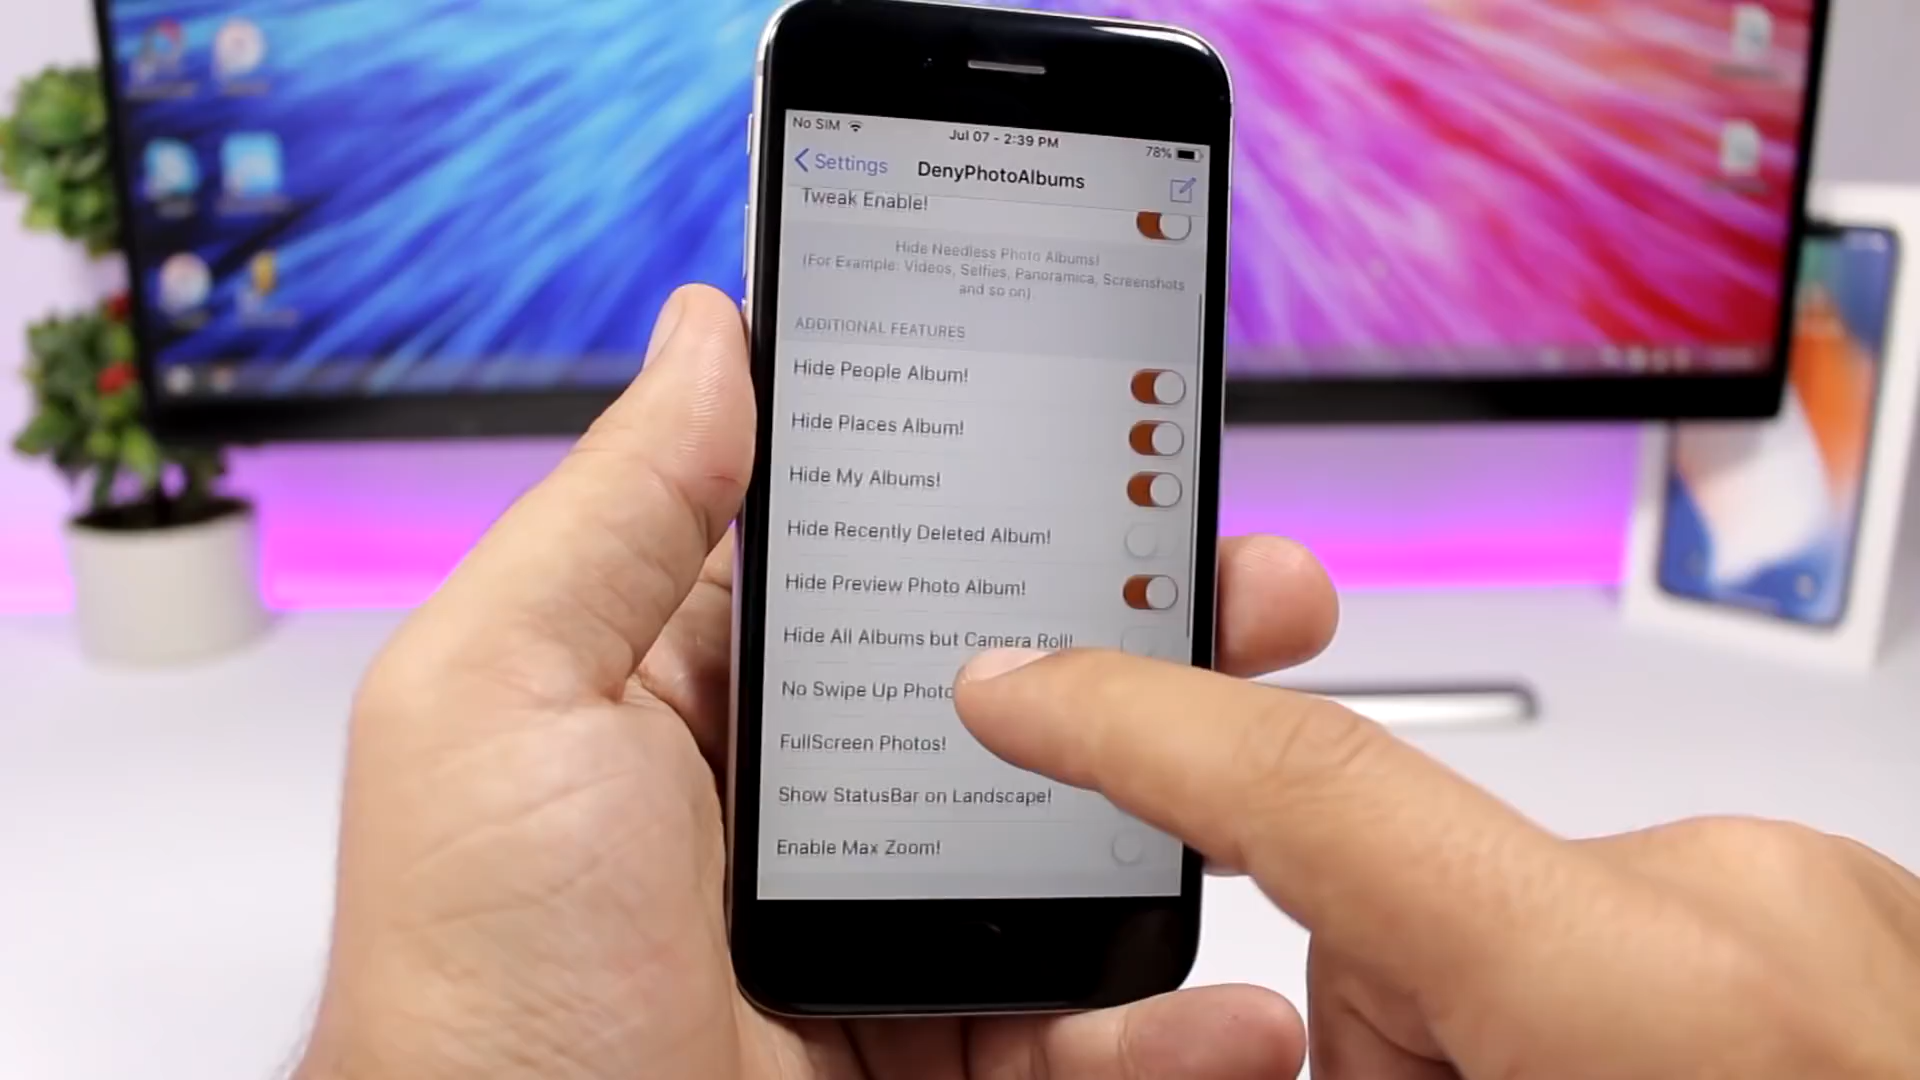 No SIM
Jul 07 - 2:39 PM
78%
Settings
DenyPhotoAlbums
Tweak Enable!
Hide Needless Photo Albums!
(For Example: Videos, Selfies, Panoramica, Screenshots
and so on)
ADDITIONAL FEATURES
Hide People Album!
Hide Places Album!
Hide My Albums!
Hide Recently Deleted Album!
Hide Preview Photo Album!
Hide All Albums but Camera Roll!
No Swipe Up Photo
FullScreen Photos!
Show StatusBar on Landscape!
Enable Max Zoom!